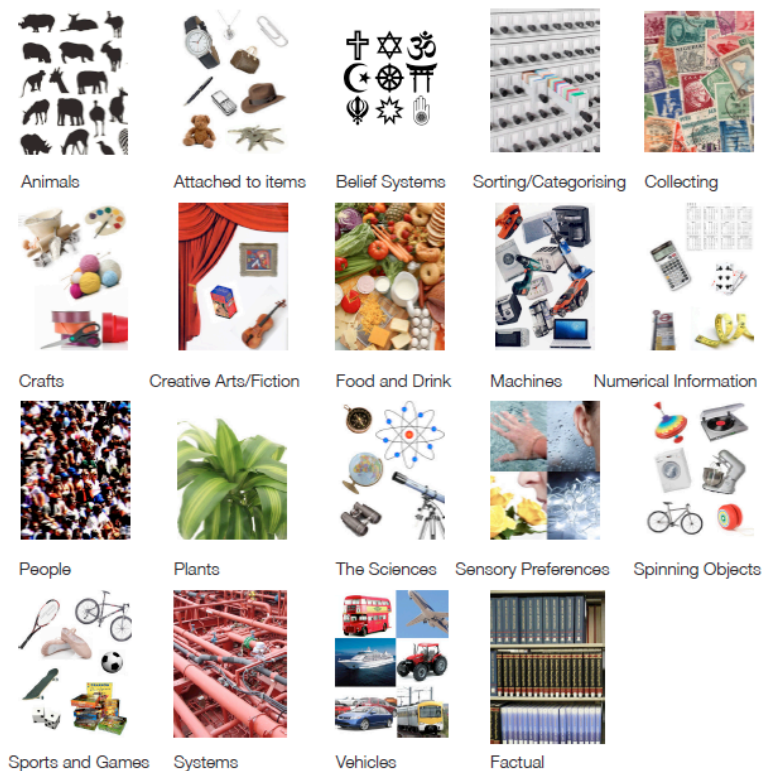 Animals
Attached to items
Belief Systems
Sorting/Categorising
Collecting
Crafts
Creative Arts/Fiction
Food and Drink
Machines
Numerical Information
People
Plants
The Sciences
Sensory Preferences
Spinning Objects
Sports and Games
Systems
Vehicles
Factual